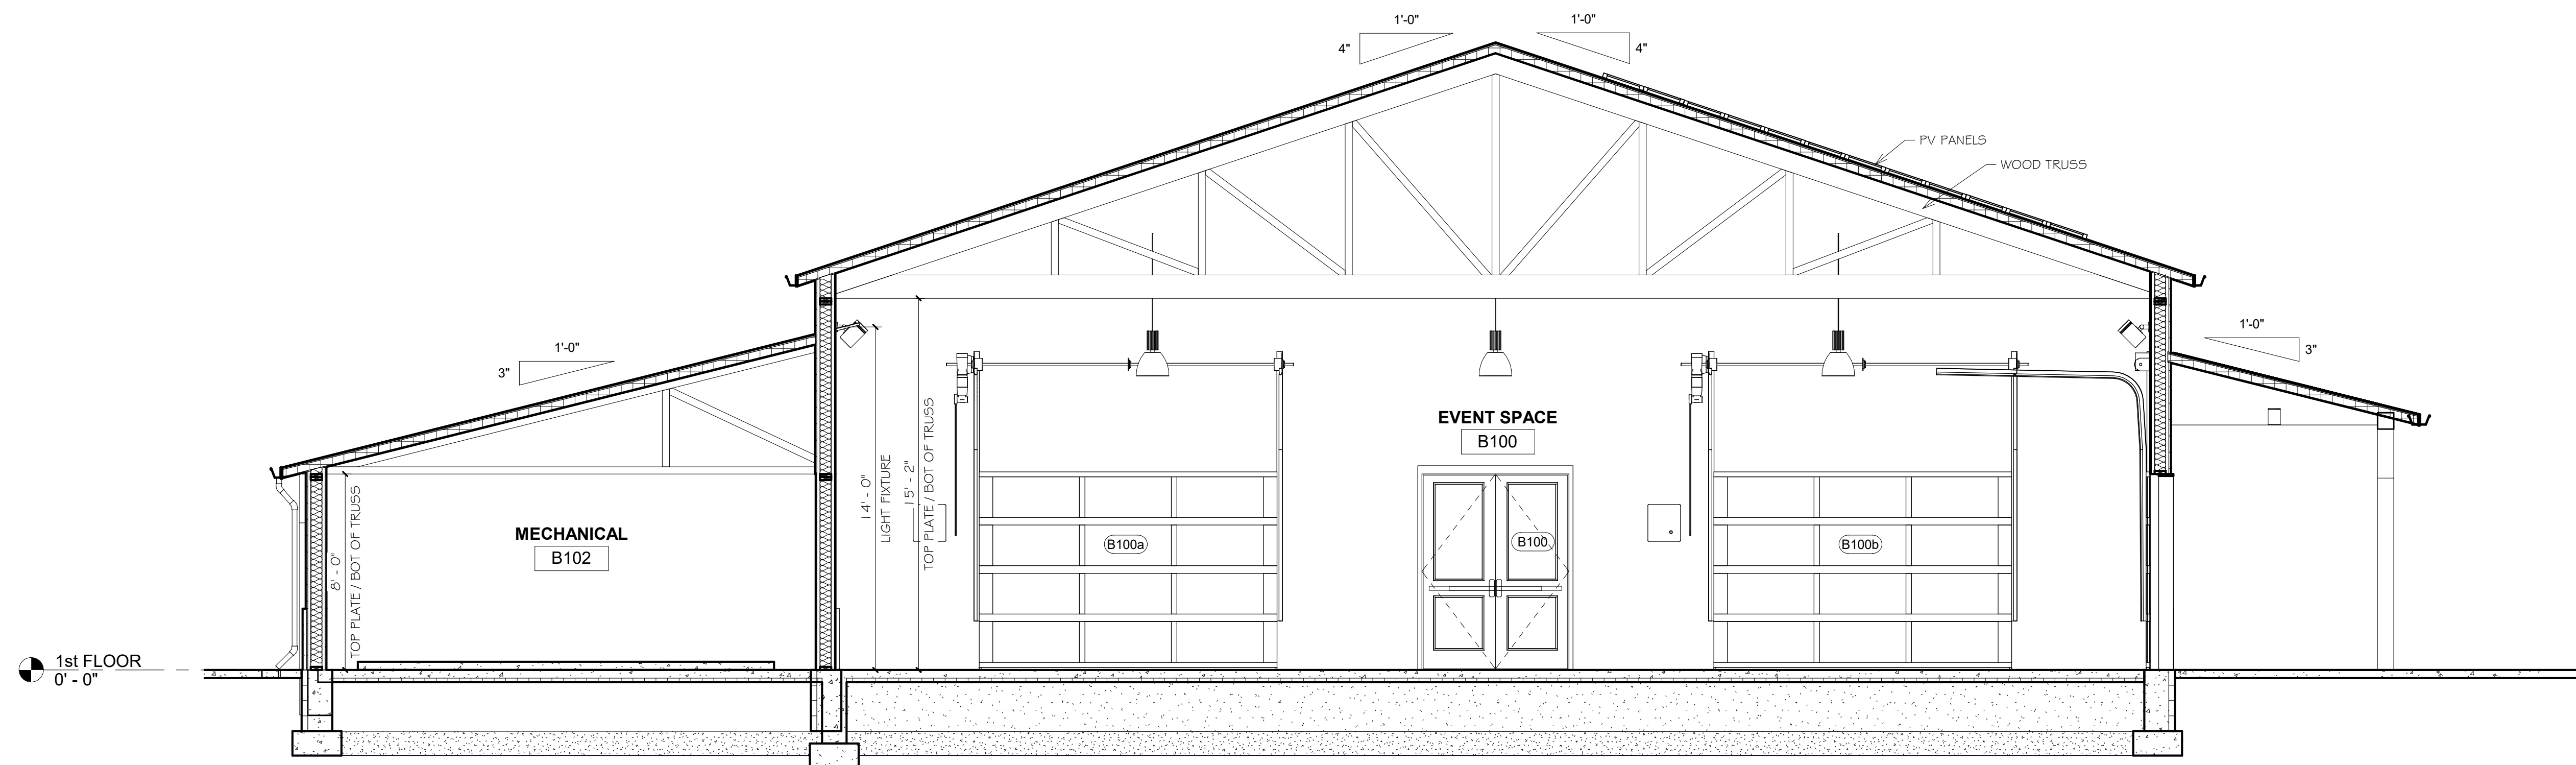 1'-0" 1'-0"
4" 4"
PV PANELS
WOOD TRUSS
1'-0" 1'-0"
3" 3"
EVENT SPACE
B100
14' - 0"
LIGHT FIXTURE
15' - 2"
TOP PLATE / BOT OF TRUSS
MECHANICAL
B102
8' - 0"
TOP PLATE / BOT OF TRUSS
B100a B100 B100b
1st FLOOR
0' - 0"